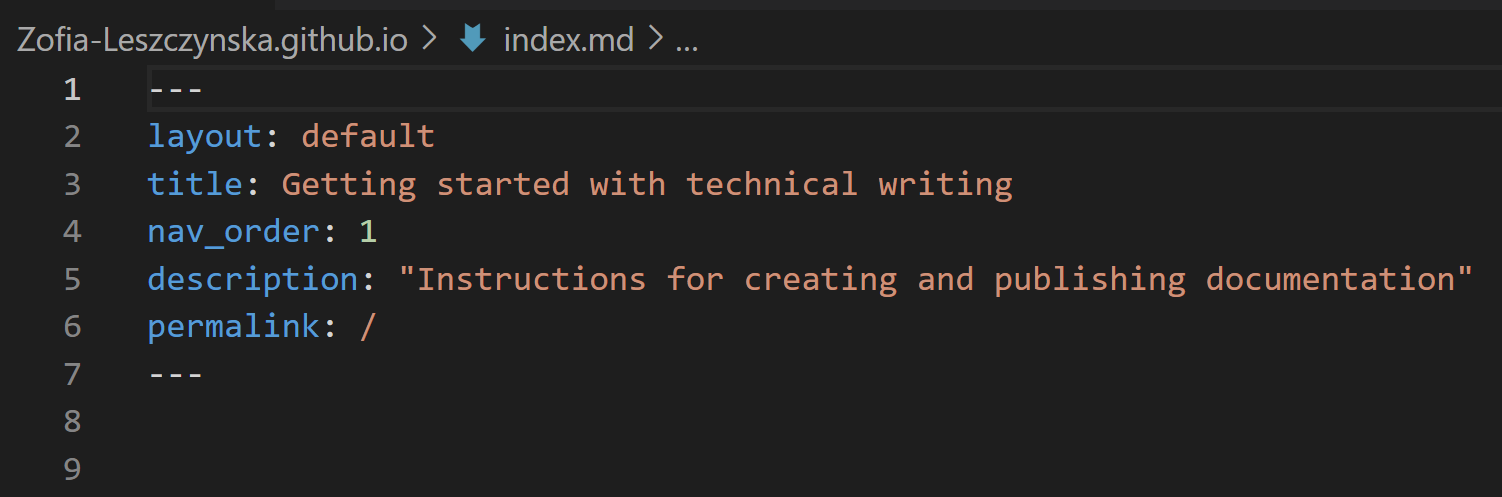 Zofia-Leszczynska.github.io > index.md > ...
1 ---
2 layout: default
3 title: Getting started with technical writing
4 nav_order: 1
5 description: "Instructions for creating and publishing documentation"
6 permalink: /
7 ---
8
9